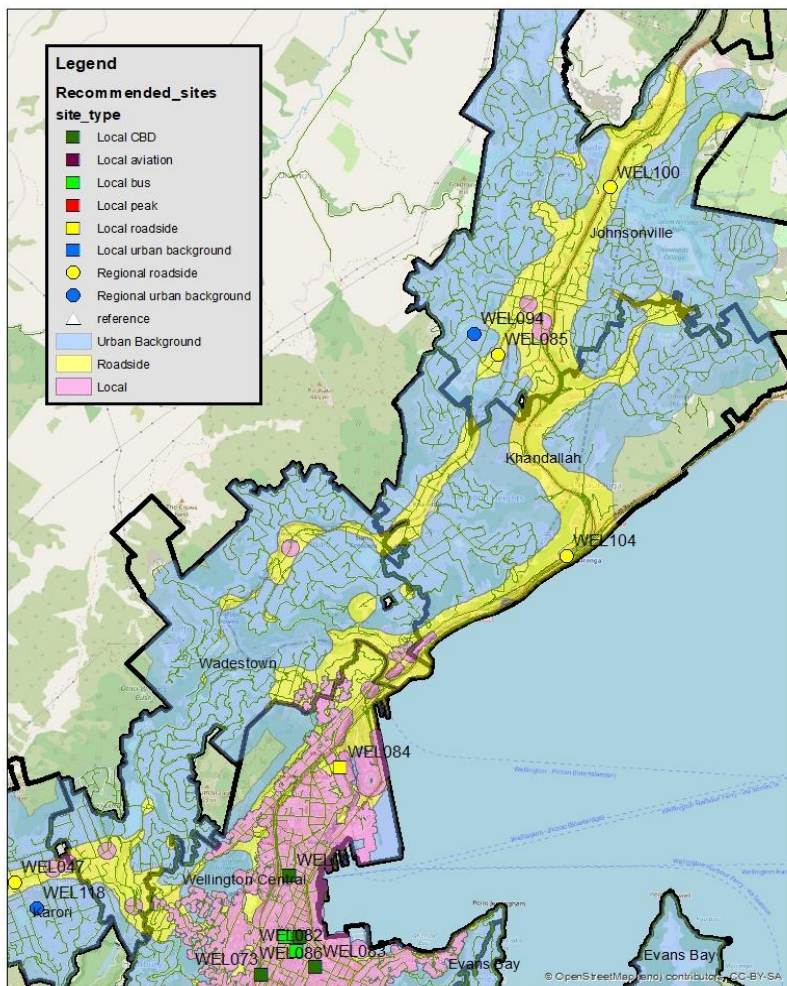 Legend
Recommended_sites
site_type
Local CBD
Local aviation
Local bus
Local peak
Local roadside
Local urban background
Regional roadside
Regional urban background
reference
Urban Background
Roadside
Local
WEL100
Johnsonville
WEL094
WEL085
Khandallah
WEL104
Wadestown
WEL084
WEL047
WEL118
Karori
Wellington Central
WEL082
WEL086
WEL083
WEL073
Evans Bay
Evans Bay
© OpenStreetMap (and) contributors, CC-BY-SA